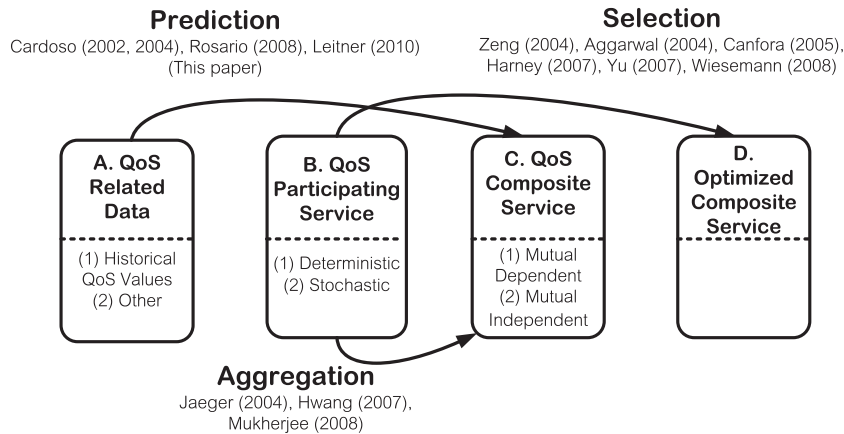 Prediction
Cardoso (2002, 2004), Rosario (2008), Leitner (2010)
(This paper)
Selection
Zeng (2004), Aggarwal (2004), Canfora (2005),
Harney (2007), Yu (2007), Wiesemann (2008)
A. QoS
Related
Data
(1) Historical
QoS Values
(2) Other
B. QoS
Participating
Service
(1) Deterministic
(2) Stochastic
C. QoS
Composite
Service
(1) Mutual
Dependent
(2) Mutual
Independent
D.
Optimized
Composite
Service
Aggregation
Jaeger (2004), Hwang (2007),
Mukherjee (2008)